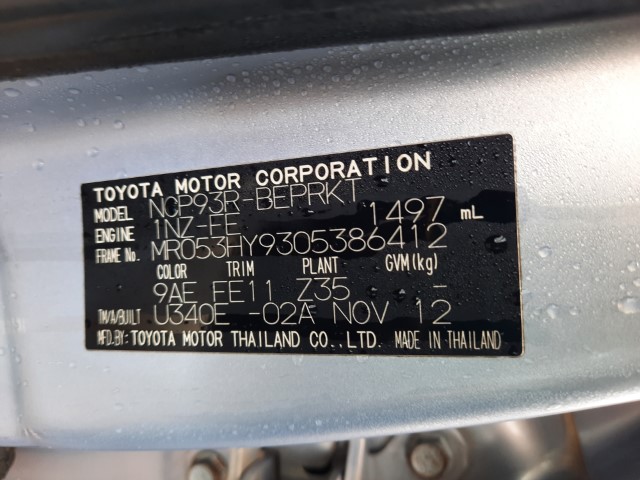 TOYOTA MOTOR CORPORATION
MODEL NCP93R-BEPRKT
ENGINE 1NZ-FE 1497 mL
FRAME No. MR053HY9305386412
COLOR TRIM PLANT GVM(kg)
9AE FE11 Z35 -
TM/A/BUILT U340E -02A NOV 12
MFD.BY: TOYOTA MOTOR THAILAND CO.,LTD. MADE IN THAILAND